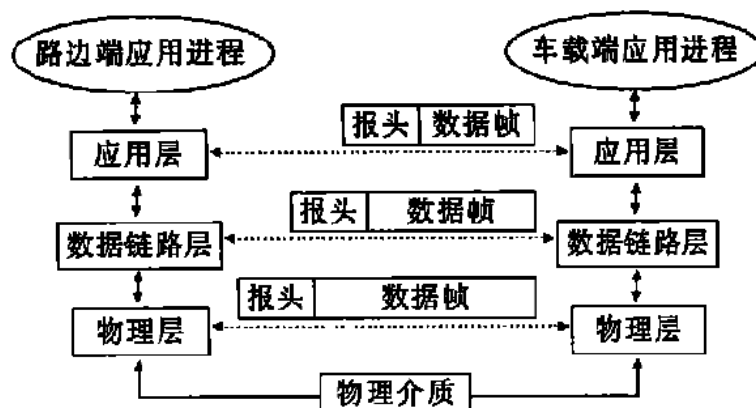 路边端应用进程 车载端应用进程
报头 数据帧
应用层 应用层
报头 数据帧
数据链路层 数据链路层
报头 数据帧
物理层 物理层
物理介质